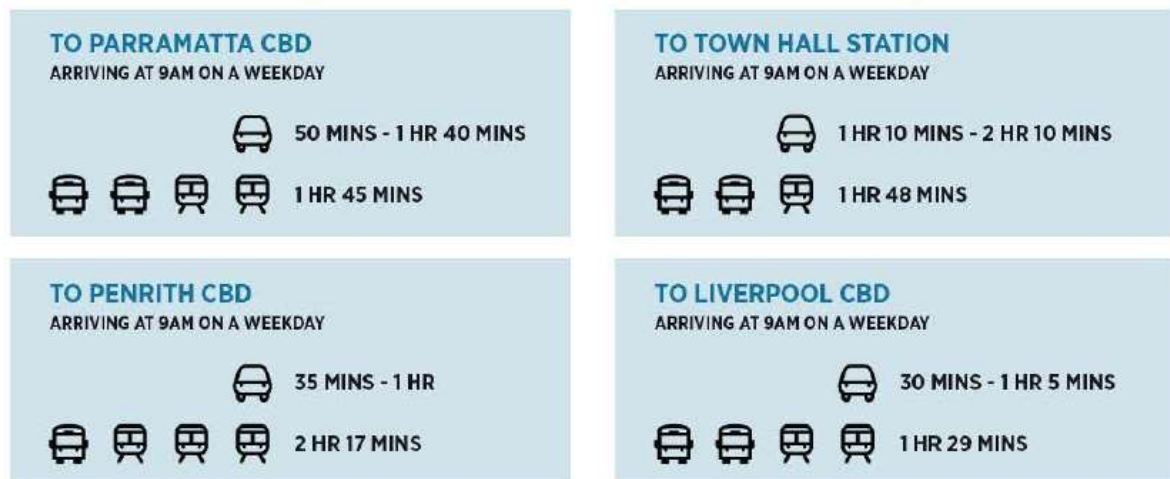 TO PARRAMATTA CBD
ARRIVING AT 9AM ON A WEEKDAY
50 MINS - 1 HR 40 MINS
1 HR 45 MINS
TO TOWN HALL STATION
ARRIVING AT 9AM ON A WEEKDAY
1 HR 10 MINS - 2 HR 10 MINS
1 HR 48 MINS
TO PENRITH CBD
ARRIVING AT 9AM ON A WEEKDAY
35 MINS - 1 HR
2 HR 17 MINS
TO LIVERPOOL CBD
ARRIVING AT 9AM ON A WEEKDAY
30 MINS - 1 HR 5 MINS
1 HR 29 MINS